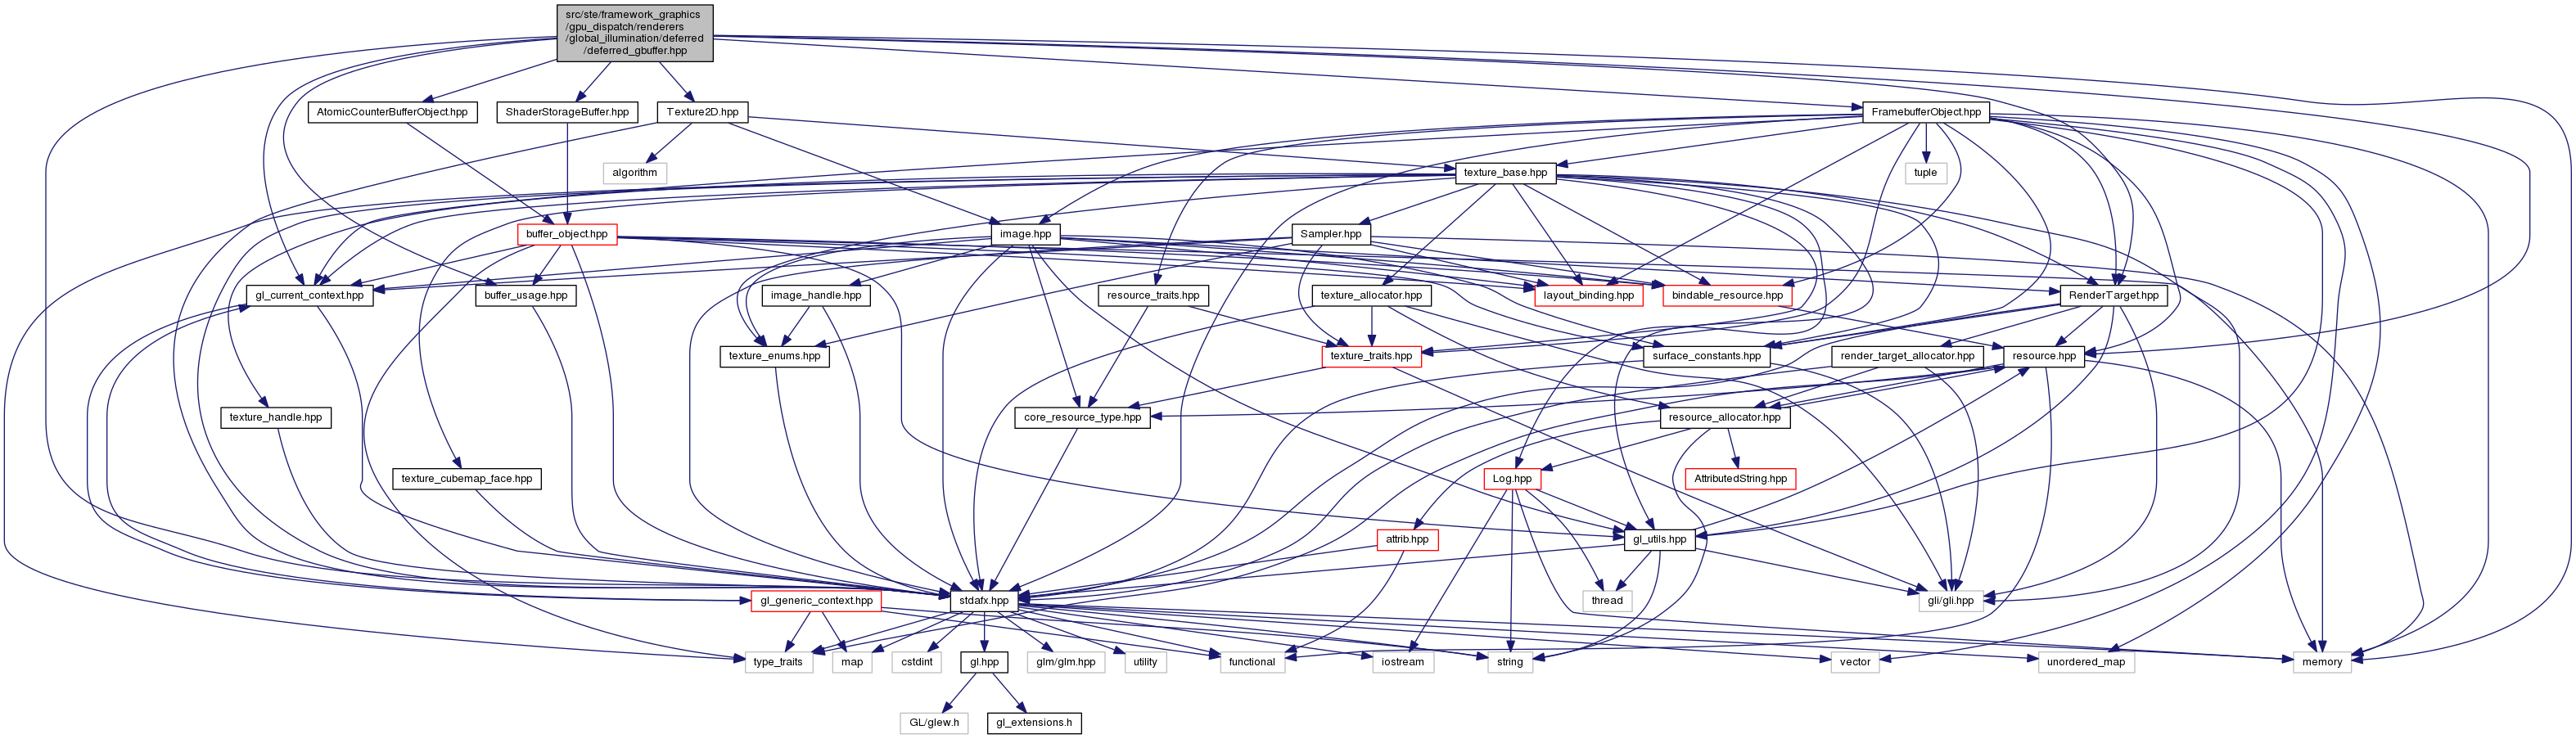 src/ste/framework_graphics
/gpu_dispatch/renderers
/global_illumination/deferred
/deferred_gbuffer.hpp
AtomicCounterBufferObject.hpp
ShaderStorageBuffer.hpp
Texture2D.hpp
FramebufferObject.hpp
algorithm
texture_base.hpp
tuple
buffer_object.hpp
image.hpp
Sampler.hpp
gl_current_context.hpp
buffer_usage.hpp
image_handle.hpp
layout_binding.hpp
resource_traits.hpp
texture_allocator.hpp
bindable_resource.hpp
RenderTarget.hpp
texture_enums.hpp
texture_traits.hpp
surface_constants.hpp
render_target_allocator.hpp
resource.hpp
texture_handle.hpp
core_resource_type.hpp
resource_allocator.hpp
texture_cubemap_face.hpp
Log.hpp
AttributedString.hpp
attrib.hpp
gl_utils.hpp
gl_generic_context.hpp
stdafx.hpp
thread
gli/gli.hpp
type_traits
map
cstdint
gl.hpp
glm/glm.hpp
utility
functional
iostream
string
vector
unordered_map
memory
GL/glew.h
gl_extensions.h